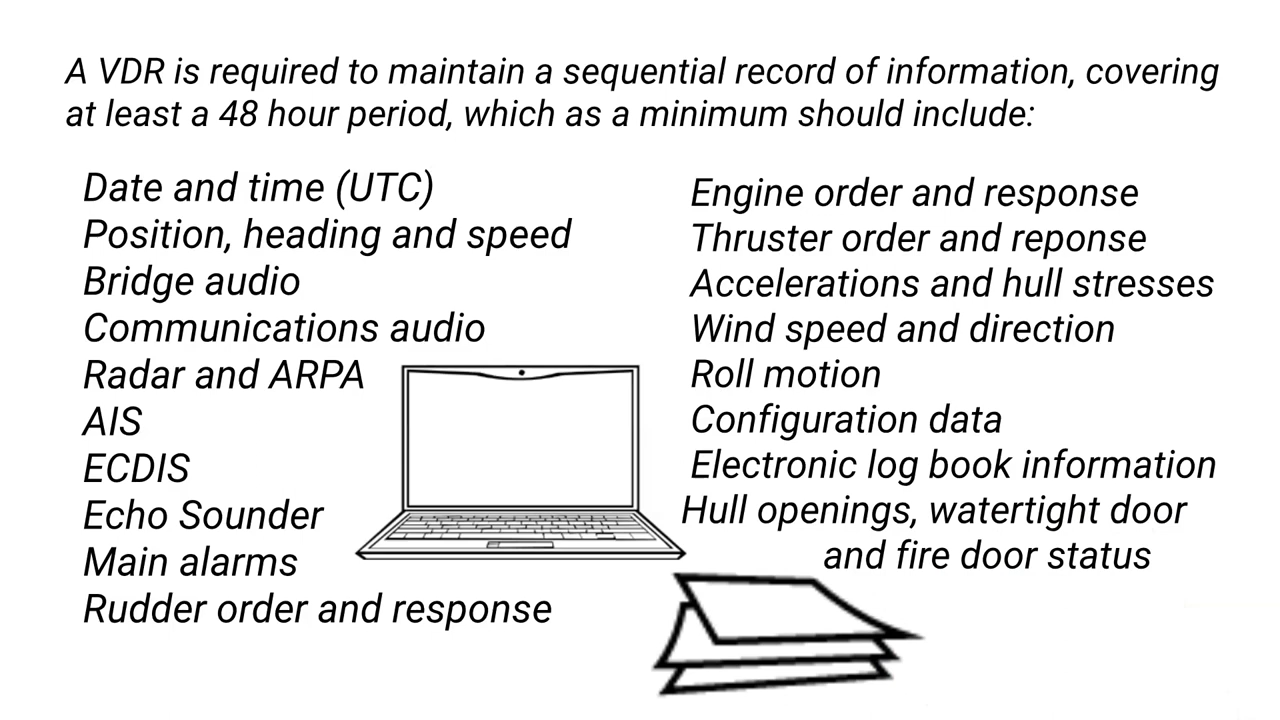 A VDR is required to maintain a sequential record of information, covering
at least a 48 hour period, which as a minimum should include:
Date and time (UTC)
Position, heading and speed
Bridge audio
Communications audio
Radar and ARPA
AIS
ECDIS
Echo Sounder
Main alarms
Rudder order and response
Engine order and response
Thruster order and reponse
Accelerations and hull stresses
Wind speed and direction
Roll motion
Configuration data
Electronic log book information
Hull openings, watertight door
and fire door status